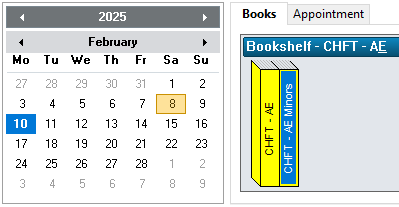 2025
February
Mo Tu We Th Fr Sa Su
27 28 29 30 31 1 2
3 4 5 6 7 8 9
10 11 12 13 14 15 16
17 18 19 20 21 22 23
24 25 26 27 28 1 2
3 4 5 6 7 8 9
Books Appointment
Bookshelf - CHFT - AE
CHFT - AE
CHFT - AE Minors